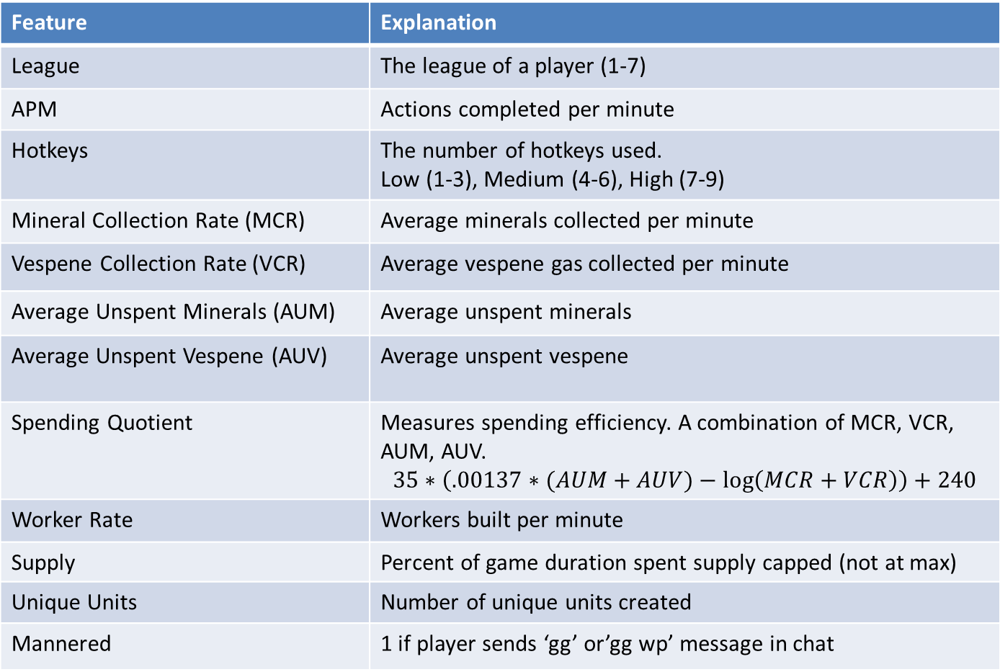 Feature Explanation
League The league of a player (1-7)
APM Actions completed per minute
Hotkeys The number of hotkeys used.
Low (1-3), Medium (4-6), High (7-9)
Mineral Collection Rate (MCR) Average minerals collected per minute
Vespene Collection Rate (VCR) Average vespene gas collected per minute
Average Unspent Minerals (AUM) Average unspent minerals
Average Unspent Vespene (AUV) Average unspent vespene
Spending Quotient Measures spending efficiency. A combination of MCR, VCR,
AUM, AUV.
35 ∗ (.00137 ∗ (AUM + AUV) − log(MCR + VCR)) + 240
Worker Rate Workers built per minute
Supply Percent of game duration spent supply capped (not at max)
Unique Units Number of unique units created
Mannered 1 if player sends ‘gg’ or’gg wp’ message in chat